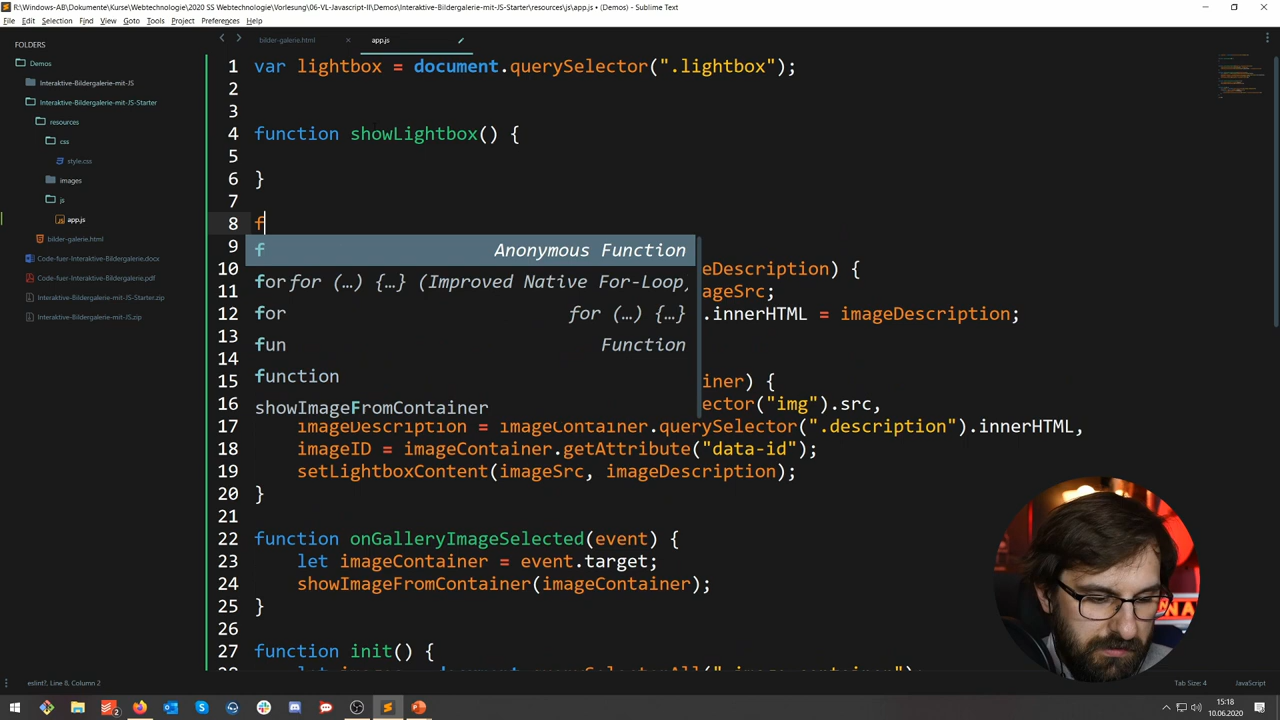 R:\Windows-AB\Dokumente\Kurse\Webtechnologie\2020 SS Webtechnologie\Vorlesung\06-VL-Javascript-II\Demos\Interaktive-Bildergalerie-mit-JS-Starter\resources\js\app.js • (Demos) - Sublime Text
File Edit Selection Find View Goto Tools Project Preferences Help
FOLDERS
Demos
Interaktive-Bildergalerie-mit-JS
Interaktive-Bildergalerie-mit-JS-Starter
resources
css
style.css
images
js
app.js
bilder-galerie.html
Code-fuer-Interaktive-Bildergalerie.docx
Code-fuer-Interaktive-Bildergalerie.pdf
Interaktive-Bildergalerie-mit-JS-Starter.zip
Interaktive-Bildergalerie-mit-JS.zip
bilder-galerie.html
app.js
1 var lightbox = document.querySelector(".lightbox");
2
3
4 function showLightbox() {
5
6 }
7
8 f
f Anonymous Function
for for (…) {…} (Improved Native For-Loop,
for for (…) {…}
fun Function
function
showImageFromContainer
9
10 eDescription) {
11 ageSrc;
12 .innerHTML = imageDescription;
13
14
15 iner) {
16 ector("img").src,
17 imageDescription = imageContainer.querySelector(".description").innerHTML,
18 imageID = imageContainer.getAttribute("data-id");
19 setLightboxContent(imageSrc, imageDescription);
20 }
21
22 function onGalleryImageSelected(event) {
23 let imageContainer = event.target;
24 showImageFromContainer(imageContainer);
25 }
26
27 function init() {
eslint?, Line 8, Column 2
Tab Size: 4
JavaScript
2
15:18
10.06.2020